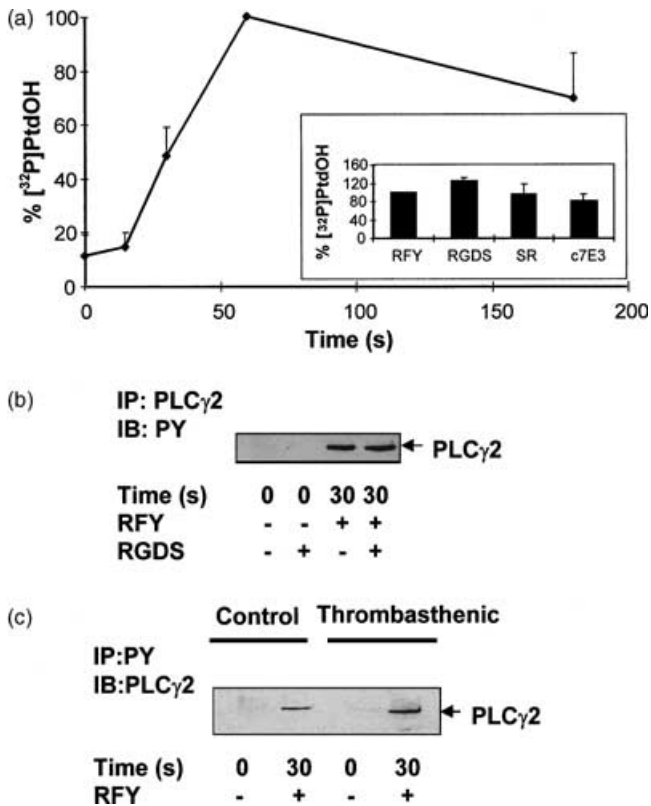 (a)
100
80
60
40
20
0
% [³²P]PtdOH
0
50
100
150
200
Time (s)
160
120
80
40
0
% [³²P]PtdOH
RFY
RGDS
SR
c7E3
(b)
IP: PLCγ2
IB: PY
PLCγ2
Time (s) 0 0 30 30
RFY - - + +
RGDS - + - +
(c)
Control Thrombasthenic
IP:PY
IB:PLCγ2
PLCγ2
Time (s) 0 30 0 30
RFY - + - +